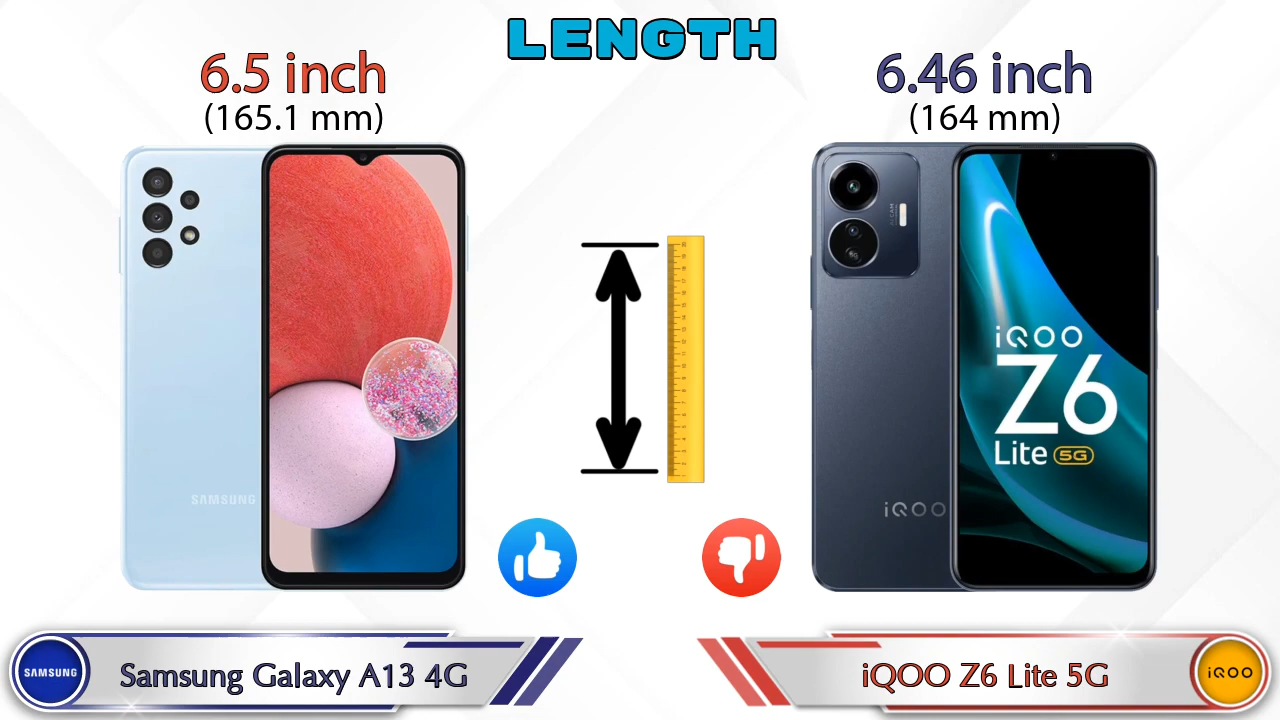 LENGTH
6.5 inch
(165.1 mm)
6.46 inch
(164 mm)
SAMSUNG
iQOO
Z6
Lite 5G
iQOO
SAMSUNG
Samsung Galaxy A13 4G
iQOO Z6 Lite 5G
iQOO